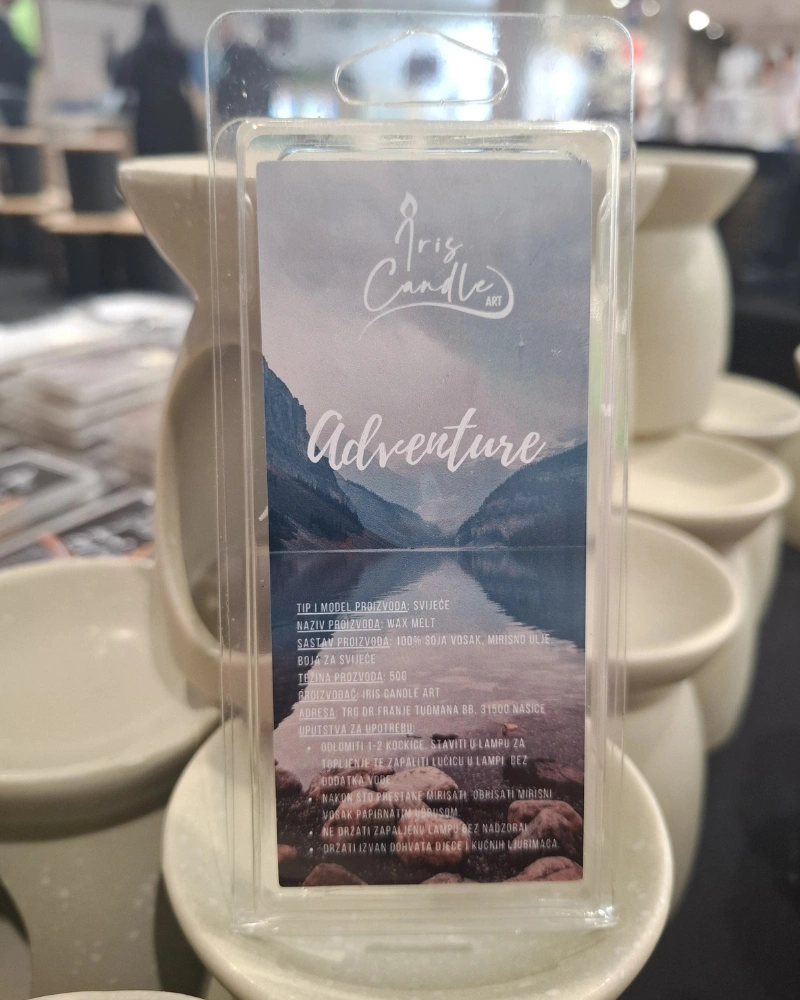 Iris
Candle
ART
Adventure
TIP I MODEL PROIZVODA: SVIJEĆE
NAZIV PROIZVODA: WAX MELT
SASTAV PROIZVODA: 100% SOJA VOSAK, MIRISNO ULJE,
BOJA ZA SVIJEĆE
TEŽINA PROZVODA: 50G
PROIZVOĐAČ: IRIS CANDLE ART
ADRESA: TRG DR.FRANJE TUĐMANA BB, 31500 NAŠICE
UPUTSTVA ZA UPOTREBU
• ODLOMITI 1-2 KOCKICE, STAVITI U LAMPU ZA
TOPLJENJE TE ZAPALITI LUČICU U LAMPI, BEZ
DODATKA VODE
• NAKON ŠTO PRESTANE MIRISATI, OBRISATI MIRISNI
VOSAK PAPIRNATIM UBRUSOM
• NE DRŽATI ZAPALJENU LAMPU BEZ NADZORA!
• DRŽATI IZVAN DOHVATA DJECE I KUĆNIH LJUBIMACA